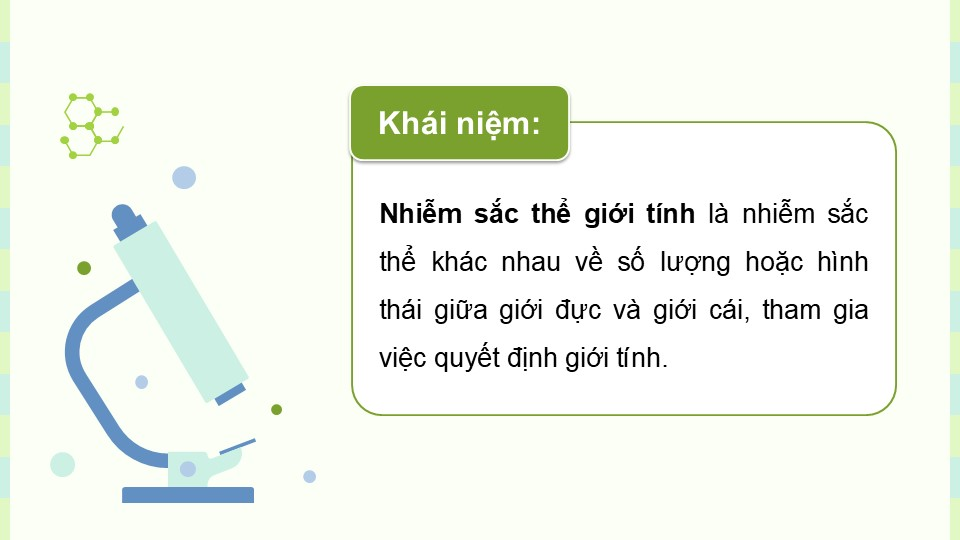 Khái niệm:
Nhiễm sắc thể giới tính là nhiễm sắc
thể khác nhau về số lượng hoặc hình
thái giữa giới đực và giới cái, tham gia
việc quyết định giới tính.